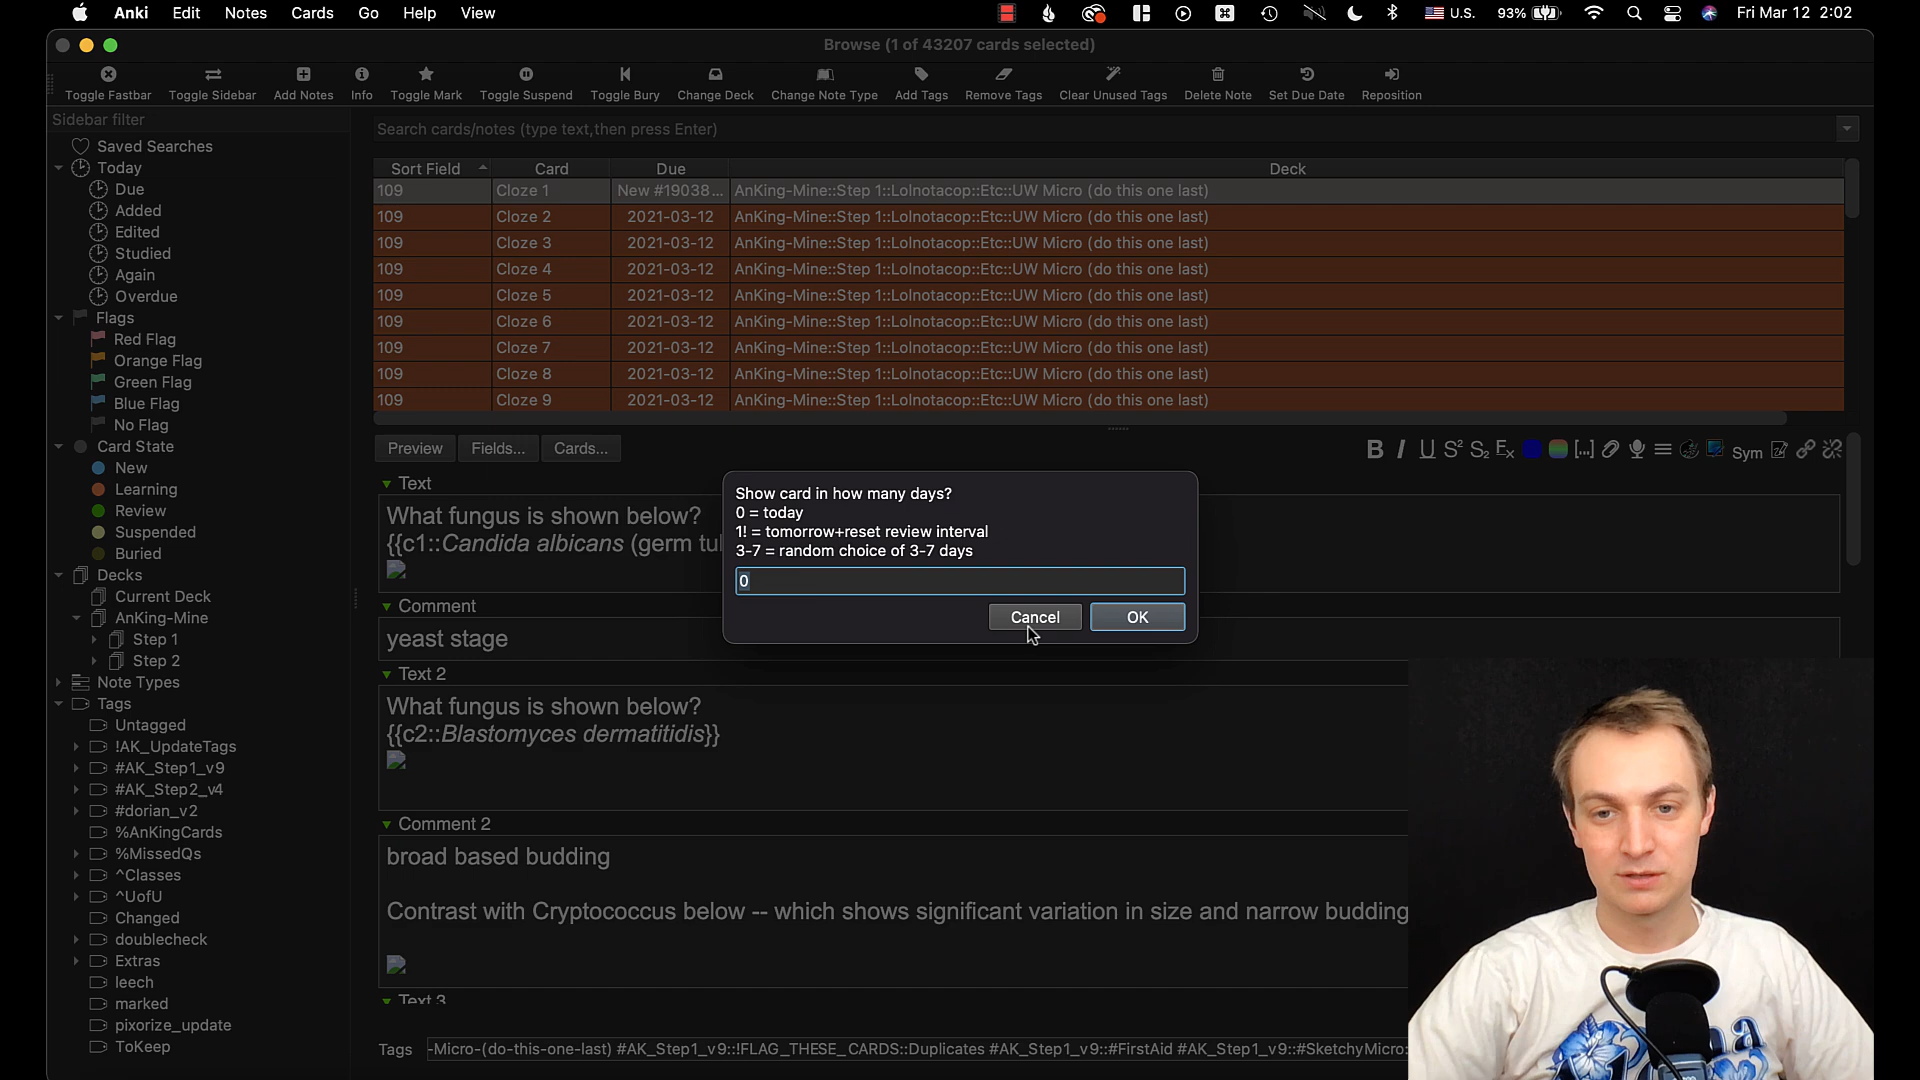 Anki Edit Notes Cards Go Help View
U.S. 93% Fri Mar 12 2:02
Browse (1 of 43207 cards selected)
Toggle Fastbar Toggle Sidebar Add Notes Info Toggle Mark Toggle Suspend Toggle Bury Change Deck Change Note Type Add Tags Remove Tags Clear Unused Tags Delete Note Set Due Date Reposition
Sidebar filter
Saved Searches
Today
Due
Added
Edited
Studied
Again
Overdue
Flags
Red Flag
Orange Flag
Green Flag
Blue Flag
No Flag
Card State
New
Learning
Review
Suspended
Buried
Decks
Current Deck
AnKing-Mine
Step 1
Step 2
Note Types
Tags
Untagged
!AK_UpdateTags
#AK_Step1_v9
#AK_Step2_v4
#dorian_v2
%AnKingCards
%MissedQs
^Classes
^UofU
Changed
doublecheck
Extras
leech
marked
pixorize_update
ToKeep
Search cards/notes (type text,then press Enter)
Sort Field Card Due Deck
109 Cloze 1 New #19038... AnKing-Mine::Step 1::Lolnotacop::Etc::UW Micro (do this one last)
109 Cloze 2 2021-03-12 AnKing-Mine::Step 1::Lolnotacop::Etc::UW Micro (do this one last)
109 Cloze 3 2021-03-12 AnKing-Mine::Step 1::Lolnotacop::Etc::UW Micro (do this one last)
109 Cloze 4 2021-03-12 AnKing-Mine::Step 1::Lolnotacop::Etc::UW Micro (do this one last)
109 Cloze 5 2021-03-12 AnKing-Mine::Step 1::Lolnotacop::Etc::UW Micro (do this one last)
109 Cloze 6 2021-03-12 AnKing-Mine::Step 1::Lolnotacop::Etc::UW Micro (do this one last)
109 Cloze 7 2021-03-12 AnKing-Mine::Step 1::Lolnotacop::Etc::UW Micro (do this one last)
109 Cloze 8 2021-03-12 AnKing-Mine::Step 1::Lolnotacop::Etc::UW Micro (do this one last)
109 Cloze 9 2021-03-12 AnKing-Mine::Step 1::Lolnotacop::Etc::UW Micro (do this one last)
Preview Fields... Cards... B I U S² S₂ Ex [...] Sym
Text
What fungus is shown below?
{{c1::Candida albicans (germ tu
Show card in how many days?
0 = today
1! = tomorrow+reset review interval
3-7 = random choice of 3-7 days
0
Cancel OK
Comment
yeast stage
Text 2
What fungus is shown below?
{{c2::Blastomyces dermatitidis}}
Comment 2
broad based budding
Contrast with Cryptococcus below -- which shows significant variation in size and narrow budding
Text 3
Tags -Micro-(do-this-one-last) #AK_Step1_v9::!FLAG_THESE_CARDS::Duplicates #AK_Step1_v9::#FirstAid #AK_Step1_v9::#SketchyMicro: